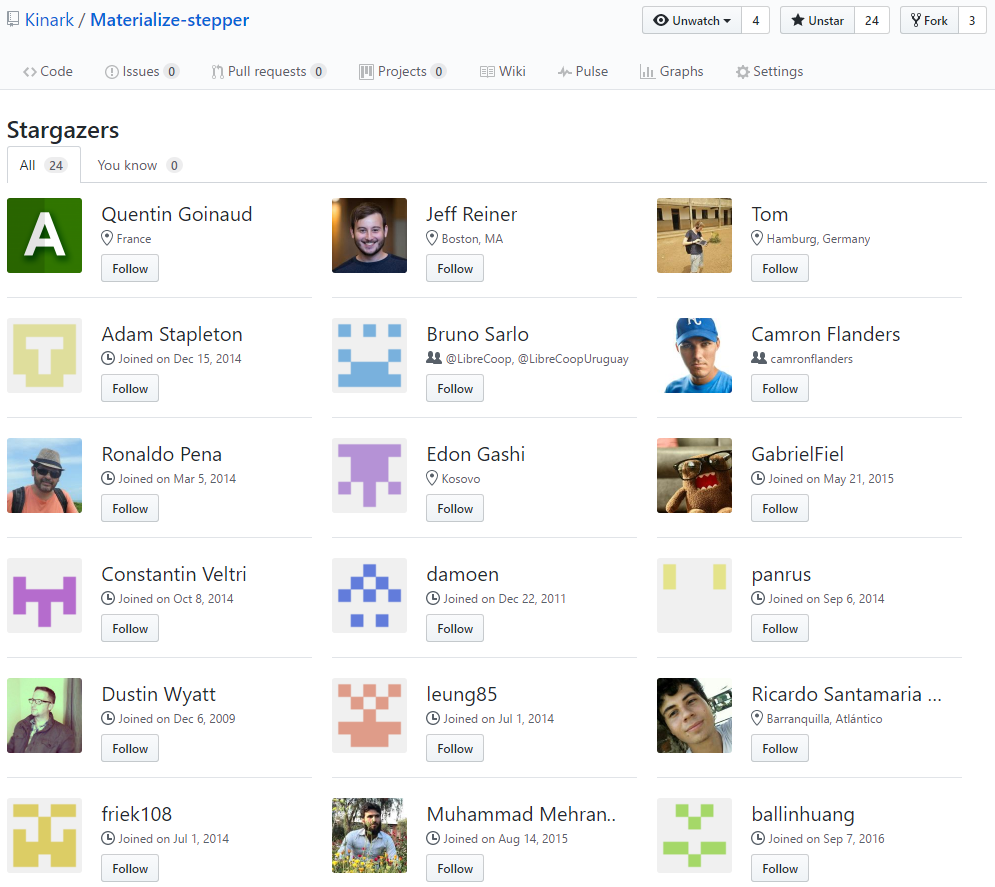 Kinark / Materialize-stepper
Unwatch 4 Unstar 24 Fork 3
Code Issues 0 Pull requests 0 Projects 0 Wiki Pulse Graphs Settings
Stargazers
All 24 You know 0
A
Quentin Goinaud
France
Follow
Jeff Reiner
Boston, MA
Follow
Tom
Hamburg, Germany
Follow
Adam Stapleton
Joined on Dec 15, 2014
Follow
Bruno Sarlo
@LibreCoop, @LibreCoopUruguay
Follow
Camron Flanders
camronflanders
Follow
Ronaldo Pena
Joined on Mar 5, 2014
Follow
Edon Gashi
Kosovo
Follow
GabrielFiel
Joined on May 21, 2015
Follow
Constantin Veltri
Joined on Oct 8, 2014
Follow
damoen
Joined on Dec 22, 2011
Follow
panrus
Joined on Sep 6, 2014
Follow
Dustin Wyatt
Joined on Dec 6, 2009
Follow
leung85
Joined on Jul 1, 2014
Follow
Ricardo Santamaria ...
Barranquilla, Atlántico
Follow
friek108
Joined on Jul 1, 2014
Follow
Muhammad Mehran..
Joined on Aug 14, 2015
Follow
ballinhuang
Joined on Sep 7, 2016
Follow